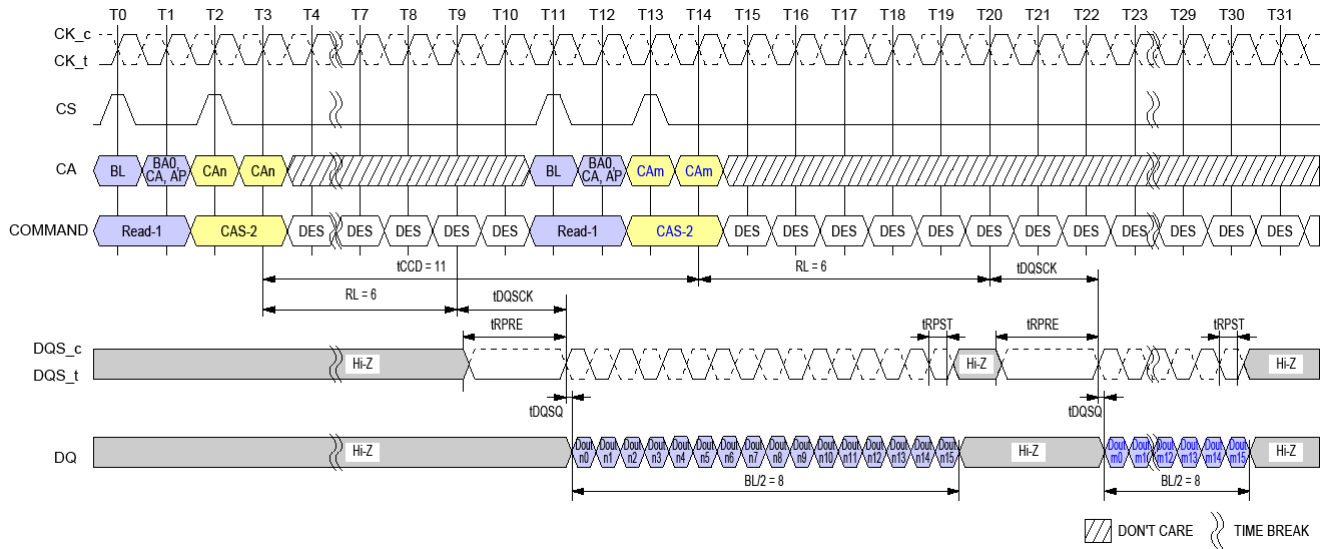 T0 T1 T2 T3 T4 T7 T8 T9 T10 T11 T12 T13 T14 T15 T16 T17 T18 T19 T20 T21 T22 T23 T29 T30 T31
CK_c
CK_t
CS
CA BL BA0, CA, AP CAn CAn BL BA0, CA, AP CAm CAm
COMMAND Read-1 CAS-2 DES DES DES DES DES Read-1 CAS-2 DES DES DES DES DES DES DES DES DES DES DES DES
tCCD = 11 RL = 6 tDQSCK
RL = 6 tDQSCK
tRPRE tRPST tRPRE tRPST
DQS_c
DQS_t
Hi-Z Hi-Z Hi-Z
tDQSQ tDQSQ
DQ Hi-Z Dout n0 Dout n1 Dout n2 Dout n3 Dout n4 Dout n5 Dout n6 Dout n7 Dout n8 Dout n9 Dout n10 Dout n11 Dout n12 Dout n13 Dout n14 Dout n15 Hi-Z Dout m0 Dout Dout m12 Dout m13 Dout m14 Dout m15 Hi-Z
BL/2 = 8 BL/2 = 8
DON'T CARE TIME BREAK